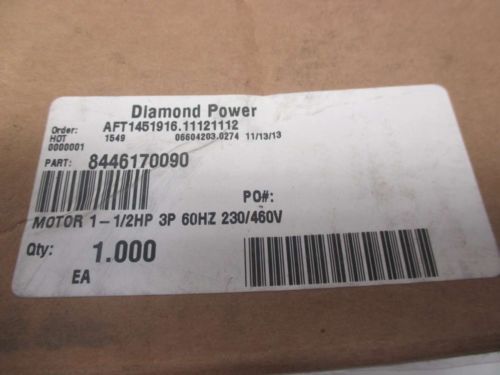 Diamond Power
Order: AFT1451916.11121112
HOT 1549 06604203.0274 11/13/13
0000001
PART: 8446170090
PO#:
MOTOR 1-1/2HP 3P 60HZ 230/460V
Qty: 1.000
EA